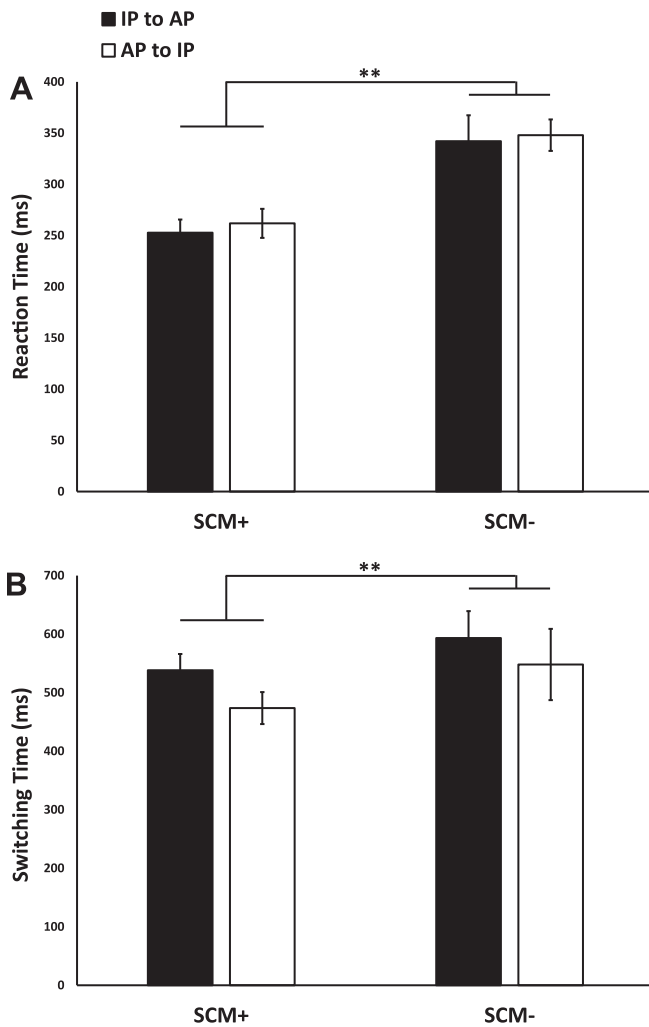 IP to AP
AP to IP
A
**
Reaction Time (ms)
400
350
300
250
200
150
100
50
0
SCM+ SCM-
B
**
Switching Time (ms)
700
600
500
400
300
200
100
0
SCM+ SCM-